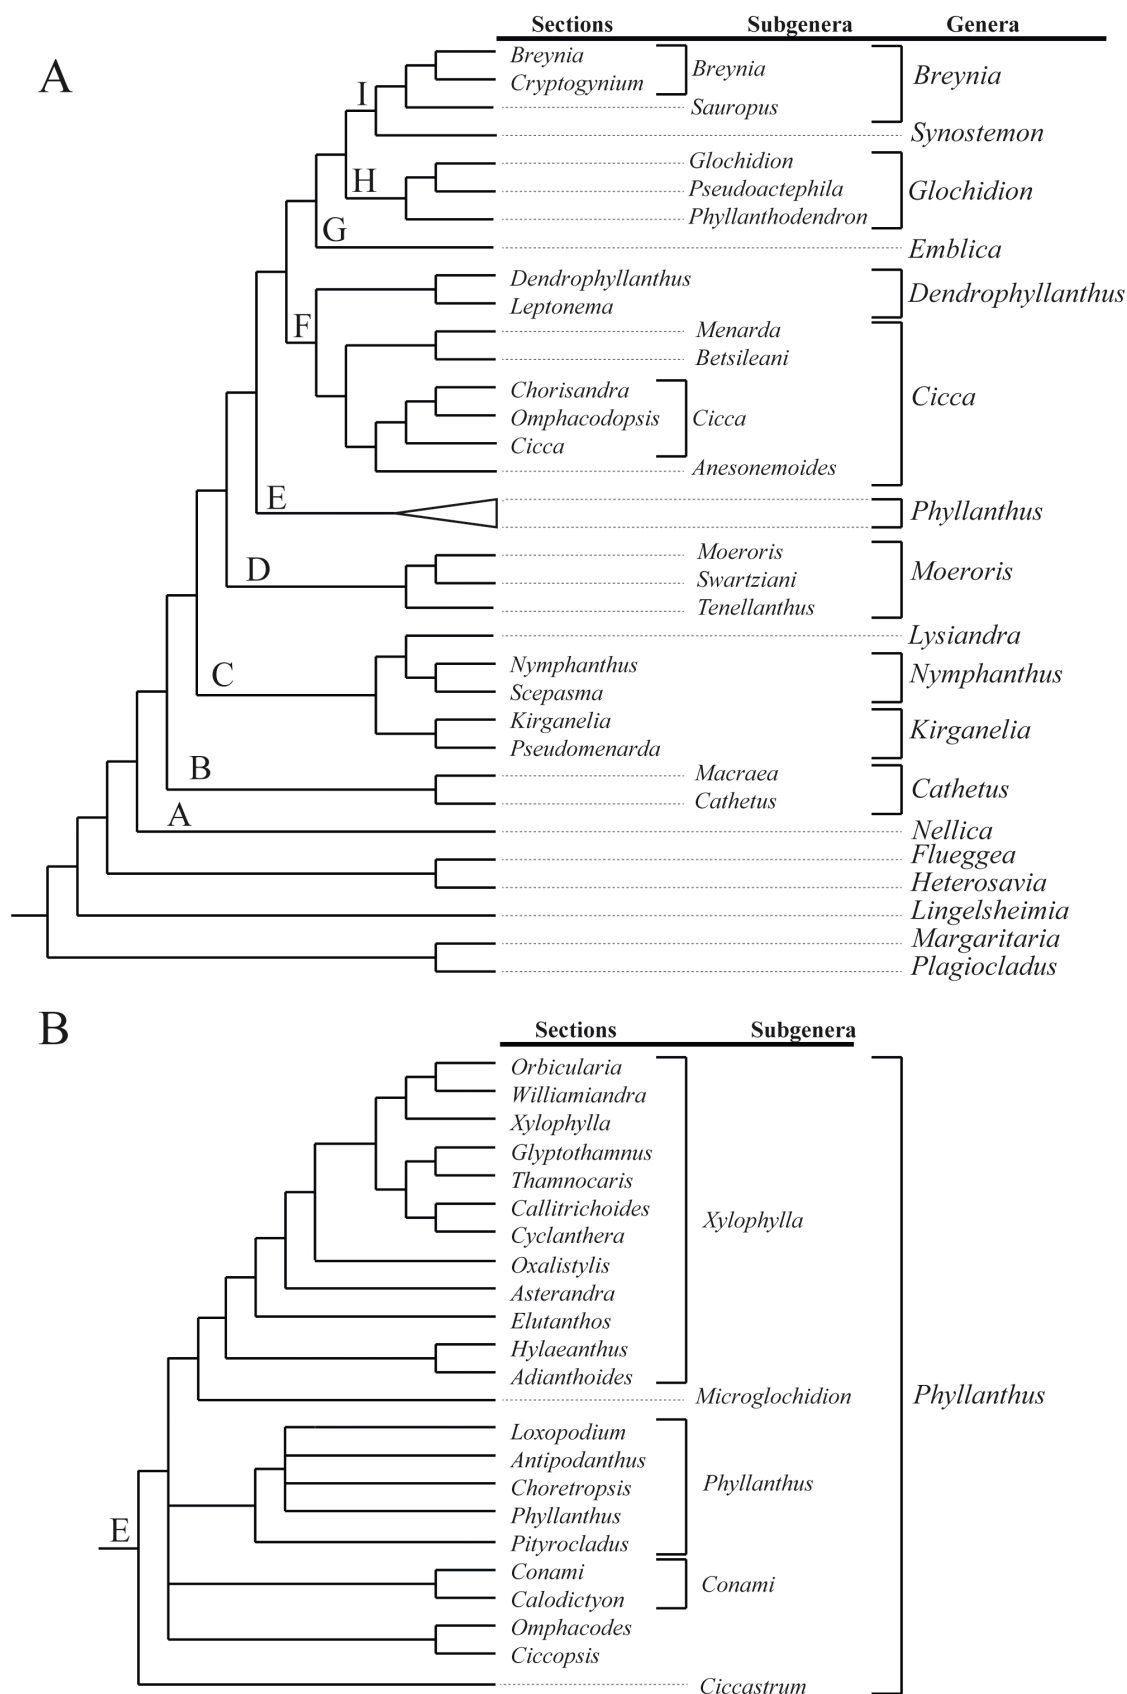 Sections Subgenera Genera
A
Breynia
Cryptogynium
Breynia
Breynia
I
Sauropus
Synostemon
Glochidion
H
Pseudoactephila
Glochidion
Phyllanthodendron
G
Emblica
Dendrophyllanthus
Dendrophyllanthus
Leptonema
F
Menarda
Betsileani
Chorisandra
Cicca
Omphacodopsis
Cicca
Cicca
Anesonemoides
E
Phyllanthus
Moeroris
D
Swartziani
Moeroris
Tenellanthus
Lysiandra
Nymphanthus
C
Nymphanthus
Scepasma
Kirganelia
Kirganelia
Pseudomenarda
B
Macraea
Cathetus
Cathetus
A
Nellica
Flueggea
Heterosavia
Lingelsheimia
Margaritaria
Plagiocladus
B
Sections Subgenera
Orbicularia
Williamiandra
Xylophylla
Glyptothamnus
Thamnocaris
Callitrichoides
Xylophylla
Cyclanthera
Oxalistylis
Asterandra
Elutanthos
Hylaeanthus
Adianthoides
Microglochidion
Phyllanthus
Loxopodium
Antipodanthus
Phyllanthus
Choretropsis
Phyllanthus
Pityrocladus
E
Conami
Conami
Calodictyon
Omphacodes
Ciccopsis
Ciccastrum